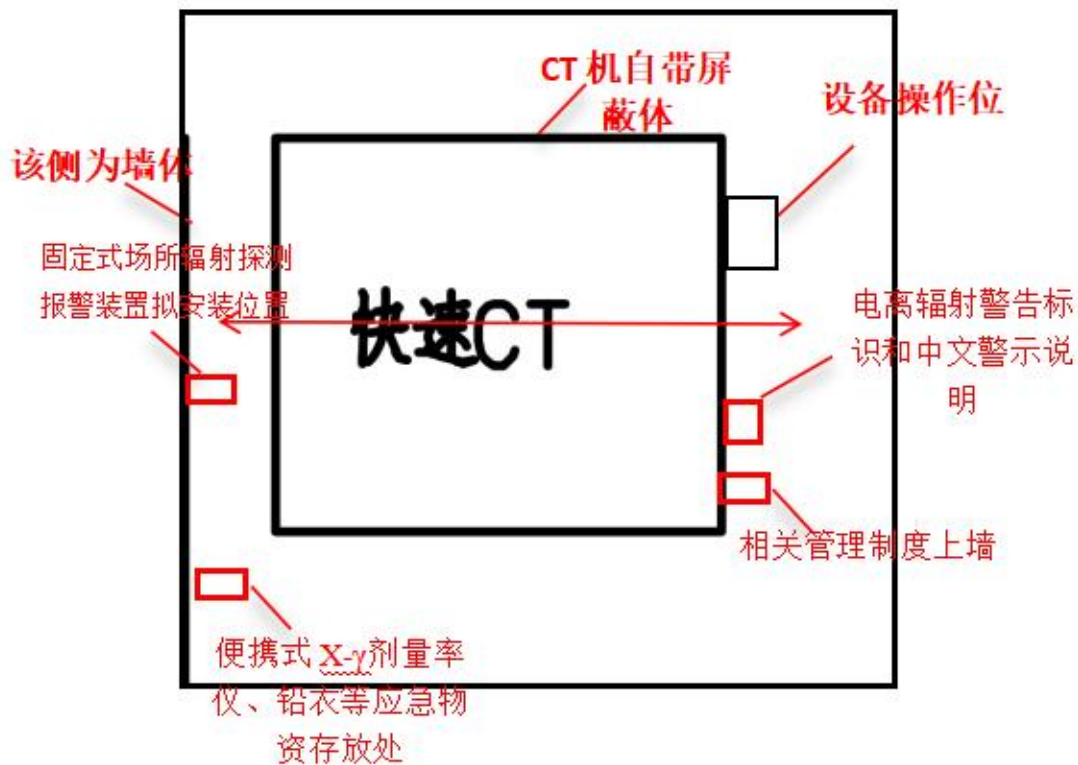 CT 机自带屏
蔽体
设备操作位
该侧为墙体
固定式场所辐射探测
报警装置拟安装位置
快速CT
电离辐射警告标
识和中文警示说
明
相关管理制度上墙
便携式 X-γ剂量率
仪、铅衣等应急物
资存放处